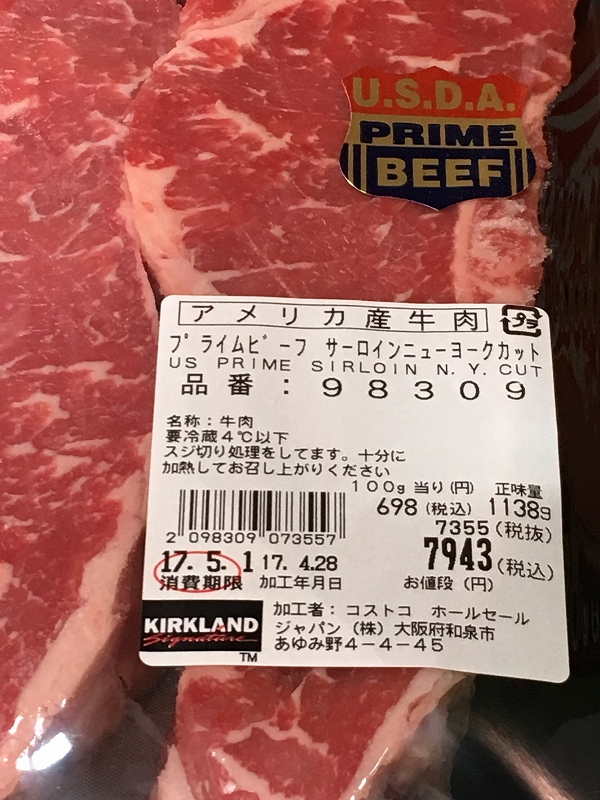 U.S.D.A.
PRIME
BEEF
アメリカ産牛肉
プラ
プライムビーフ サーロインニューヨークカット
US PRIME SIRLOIN N.Y.CUT
品番：98309
名称：牛肉
要冷蔵4℃以下
スジ切り処理をしてます。十分に
加熱してお召し上がりください
100g当り(円) 正味量
698(税込) 1138g
7355(税抜)
2 098309 073557
7943(税込)
17.5.1 17.4.28
消費期限 加工年月日 お値段(円)
KIRKLAND
Signature
TM
加工者：コストコ ホールセール
ジャパン(株)大阪府和泉市
あゆみ野4-4-45